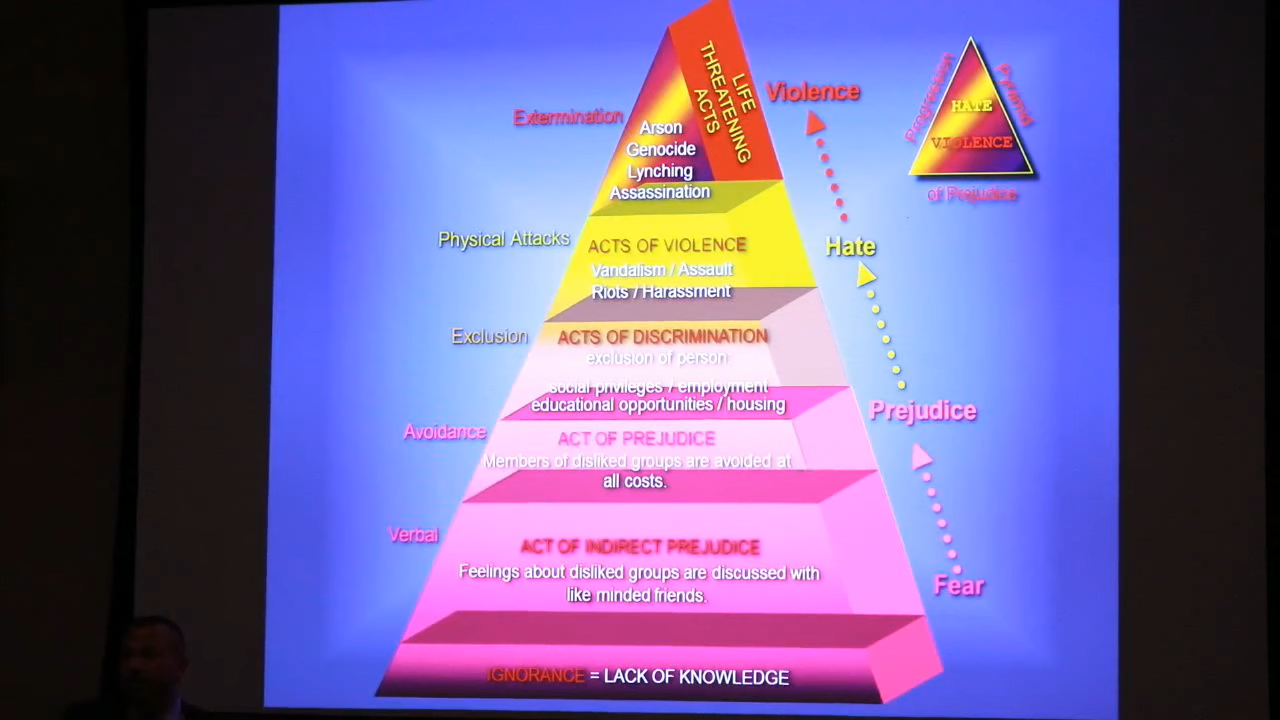 LIFE
THREATENING
ACTS
Violence
Extermination
Arson
Genocide
Lynching
Assassination
Progression
Pyramid
HATE
VIOLENCE
of Prejudice
Physical Attacks
ACTS OF VIOLENCE
Hate
Vandalism / Assault
Riots / Harassment
Exclusion
ACTS OF DISCRIMINATION
exclusion of person:
social privileges / employment
educational opportunities / housing
Prejudice
Avoidance
ACT OF PREJUDICE
Members of disliked groups are avoided at
all costs.
Verbal
ACT OF INDIRECT PREJUDICE
Feelings about disliked groups are discussed with
like minded friends.
Fear
IGNORANCE = LACK OF KNOWLEDGE